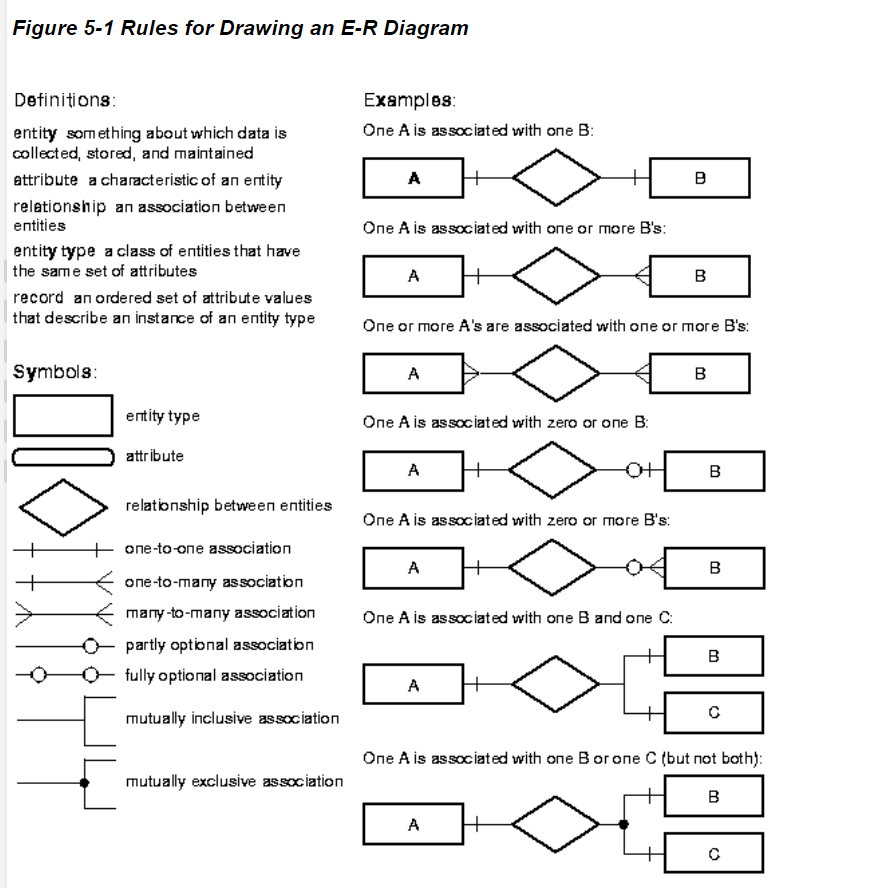 Figure 5-1 Rules for Drawing an E-R Diagram
Definitions:
entity something about which data is
collected, stored, and maintained
attribute a characteristic of an entity
relationship an association between
entities
entity type a class of entities that have
the same set of attributes
record an ordered set of attribute values
that describe an instance of an entity type
Symbols:
entity type
attribute
relationship between entities
one-to-one association
one-to-many association
many-to-many association
partly optional association
fully optional association
mutually inclusive association
mutually exclusive association
Examples:
One A is associated with one B:
A
B
One A is associated with one or more B's:
A
B
One or more A's are associated with one or more B's:
A
B
One A is associated with zero or one B:
A
B
One A is associated with zero or more B's:
A
B
One A is associated with one B and one C:
A
B
C
One A is associated with one B or one C (but not both):
A
B
C